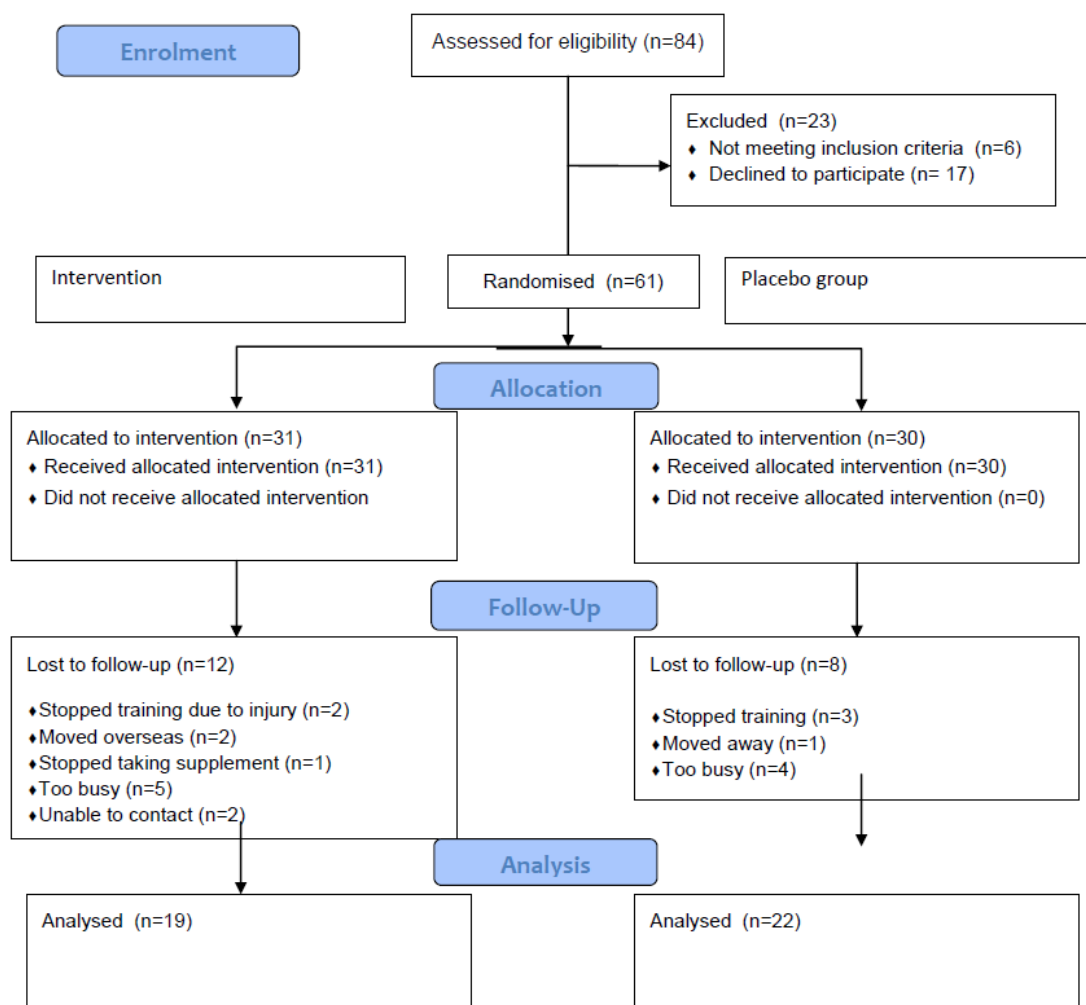 Enrolment
Assessed for eligibility (n=84)
Excluded (n=23)
♦ Not meeting inclusion criteria (n=6)
♦ Declined to participate (n= 17)
Intervention
Randomised (n=61)
Placebo group
Allocation
Allocated to intervention (n=31)
♦ Received allocated intervention (n=31)
♦ Did not receive allocated intervention
Allocated to intervention (n=30)
♦ Received allocated intervention (n=30)
♦ Did not receive allocated intervention (n=0)
Follow-Up
Lost to follow-up (n=12)
♦Stopped training due to injury (n=2)
♦Moved overseas (n=2)
♦Stopped taking supplement (n=1)
♦Too busy (n=5)
♦Unable to contact (n=2)
Lost to follow-up (n=8)
♦Stopped training (n=3)
♦Moved away (n=1)
♦Too busy (n=4)
Analysis
Analysed (n=19)
Analysed (n=22)